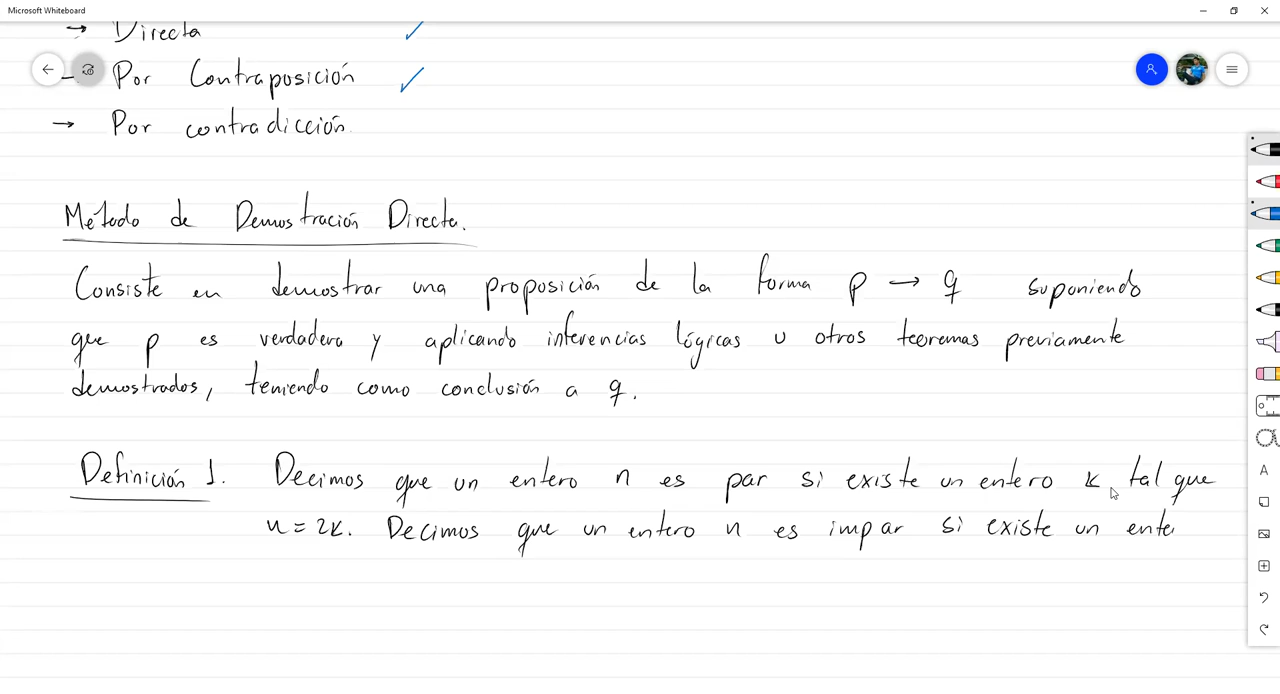 Microsoft Whiteboard
→ Directa ✓
→ Por Contraposición ✓
→ Por contradicción.
Metodo de Demostración Directa.
Consiste en demostrar una proposición de la forma p → q suponiendo
que p es verdadera y aplicando inferencias lógicas u otros teoremas previamente
demostrados, teniendo como conclusión a q.
Definición 1. Decimos que un entero n es par si existe un entero k tal que
n = 2k. Decimos que un entero n es impar si existe un ente